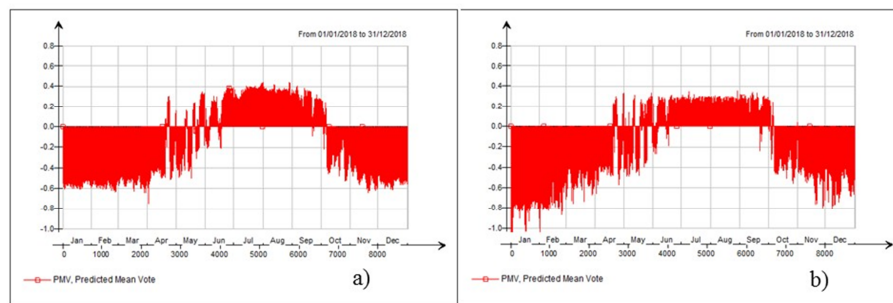 From 01/01/2018 to 31/12/2018
0.8
0.6
0.4
0.2
0.0
-0.2
-0.4
-0.6
-0.8
-1.0
Jan Feb Mar Apr May Jun Jul Aug Sep Oct Nov Dec
0 1000 2000 3000 4000 5000 6000 7000 8000
PMV, Predicted Mean Vote
a)
From 01/01/2018 to 31/12/2018
0.8
0.6
0.4
0.2
0.0
-0.2
-0.4
-0.6
-0.8
-1.0
Jan Feb Mar Apr May Jun Jul Aug Sep Oct Nov Dec
0 1000 2000 3000 4000 5000 6000 7000 8000
PMV, Predicted Mean Vote
b)